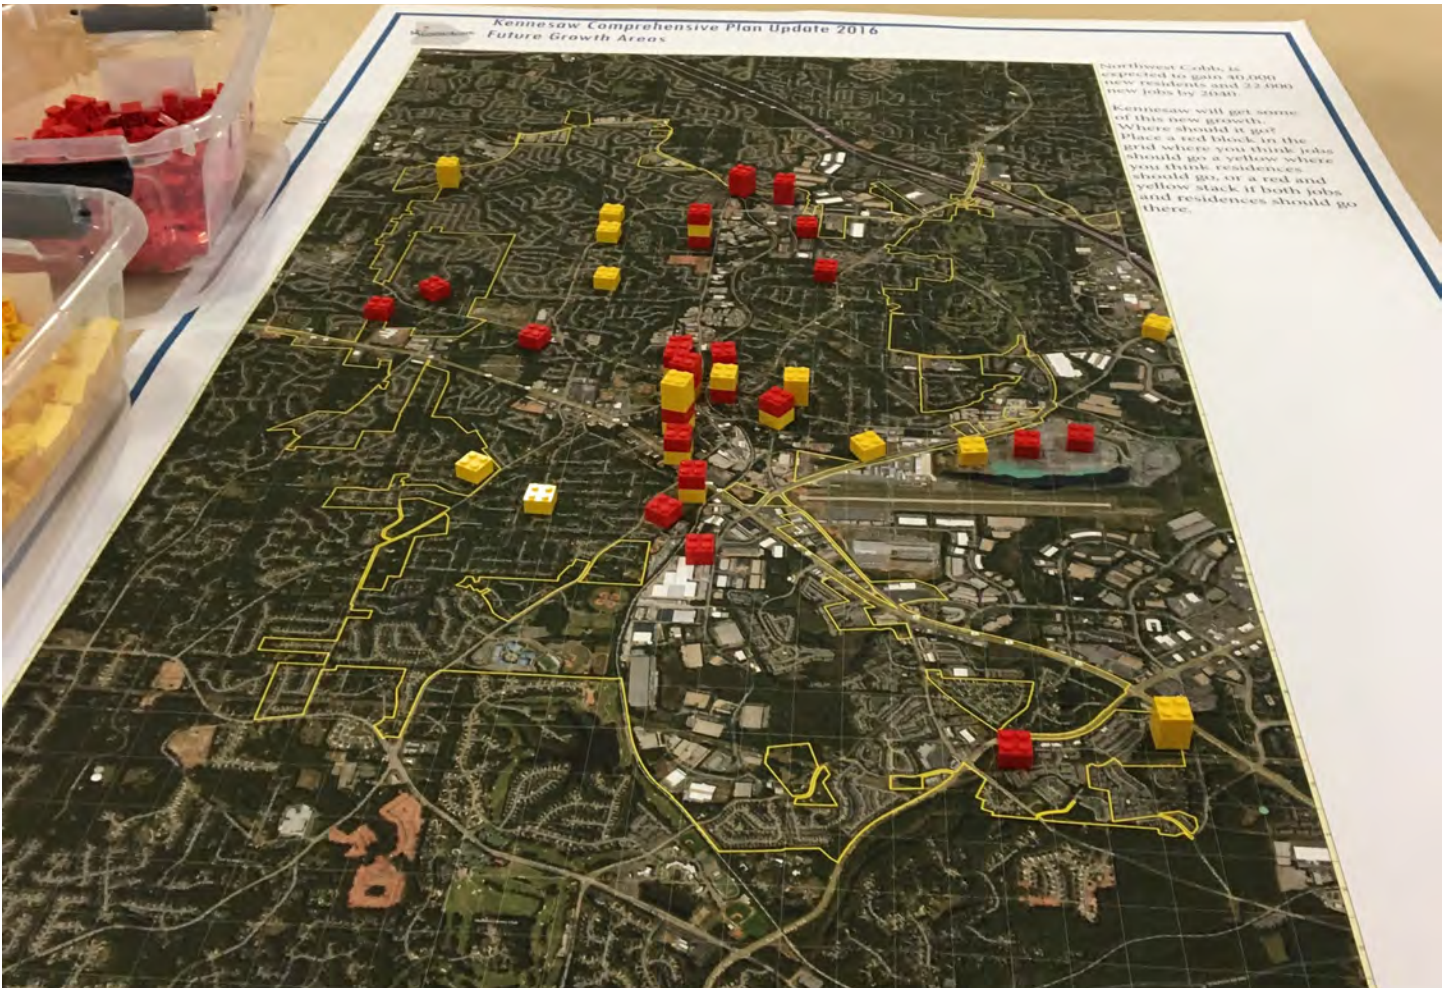 Kennesaw Comprehensive Plan Update 2016
Future Growth Areas
Northwest Cobb, is
expected to gain 40,000
new residents and 22,000
new jobs by 2040.
Kennesaw will get some
of this new growth.
Where should it go?
Place a red block in the
grid where you think jobs
should go a yellow where
you think residences
should go, or a red and
yellow stack if both jobs
and residences should go
there.